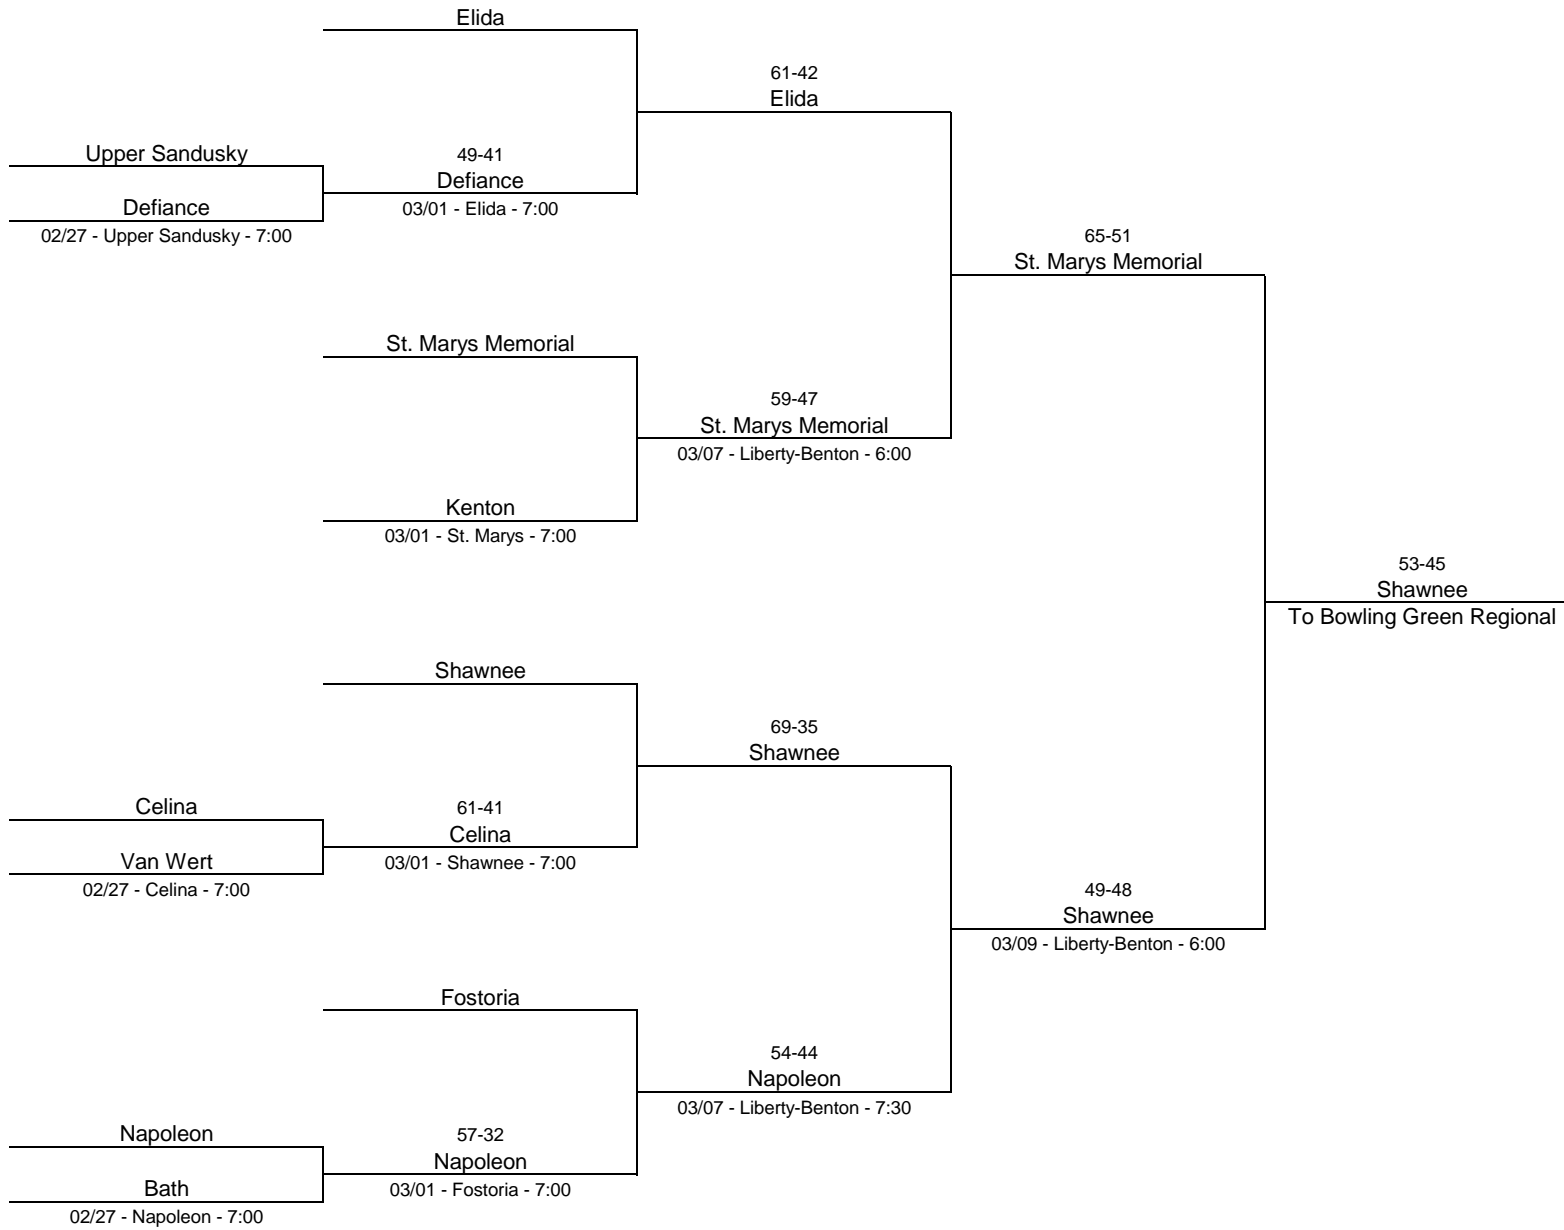 Elida
61-42
Elida
Upper Sandusky
49-41
Defiance
Defiance
03/01 - Elida - 7:00
02/27 - Upper Sandusky - 7:00
65-51
St. Marys Memorial
St. Marys Memorial
59-47
St. Marys Memorial
03/07 - Liberty-Benton - 6:00
Kenton
03/01 - St. Marys - 7:00
53-45
Shawnee
To Bowling Green Regional
Shawnee
69-35
Shawnee
Celina
61-41
Celina
Van Wert
03/01 - Shawnee - 7:00
02/27 - Celina - 7:00
49-48
Shawnee
03/09 - Liberty-Benton - 6:00
Fostoria
54-44
Napoleon
03/07 - Liberty-Benton - 7:30
Napoleon
57-32
Napoleon
Bath
03/01 - Fostoria - 7:00
02/27 - Napoleon - 7:00